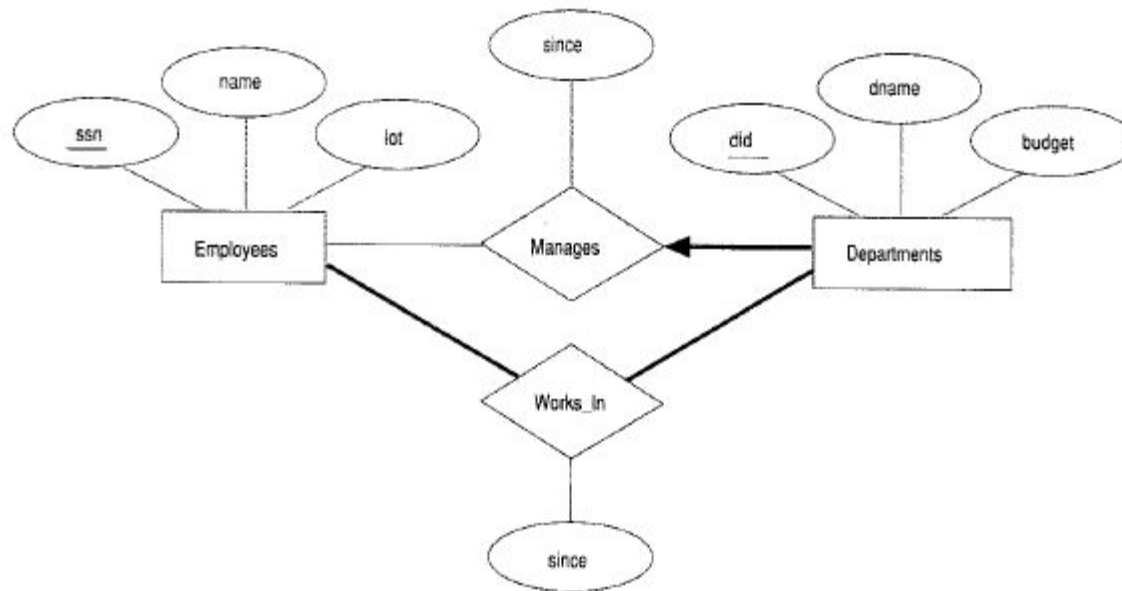 since
name
dname
ssn
lot
did
budget
Employees
Manages
Departments
Works_In
since